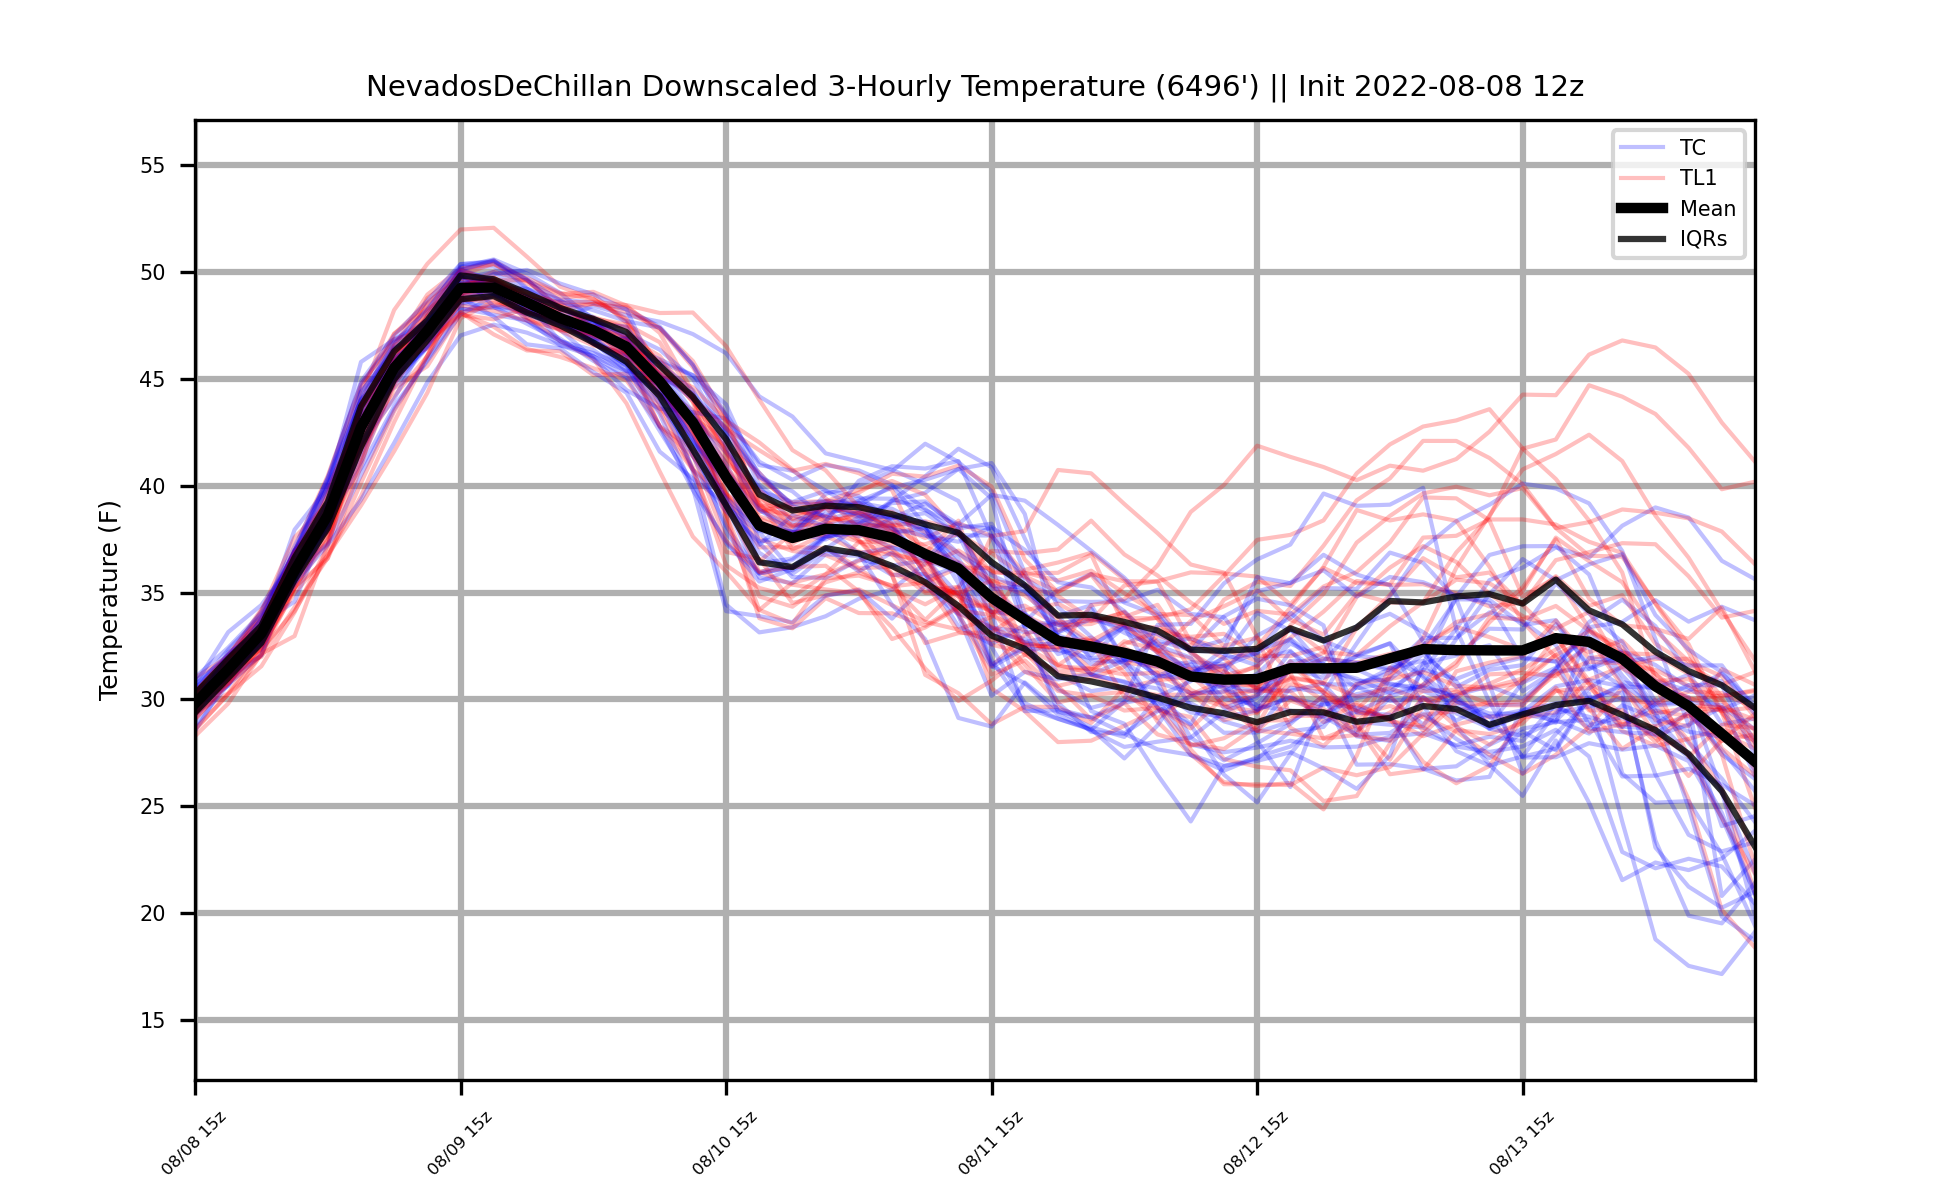 NevadosDeChillan Downscaled 3-Hourly Temperature (6496') || Init 2022-08-08 12z
TC
TL1
Mean
IQRs
Temperature (F)
55
50
45
40
35
30
25
20
15
08/08 15z
08/09 15z
08/10 15z
08/11 15z
08/12 15z
08/13 15z